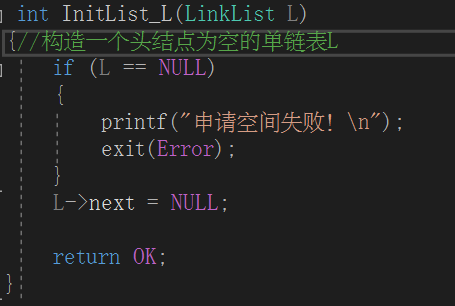 int InitList_L(LinkList L)
{//构造一个头结点为空的单链表L
if (L == NULL)
{
printf("申请空间失败! \n");
exit(Error);
}
L->next = NULL;
return OK;
}